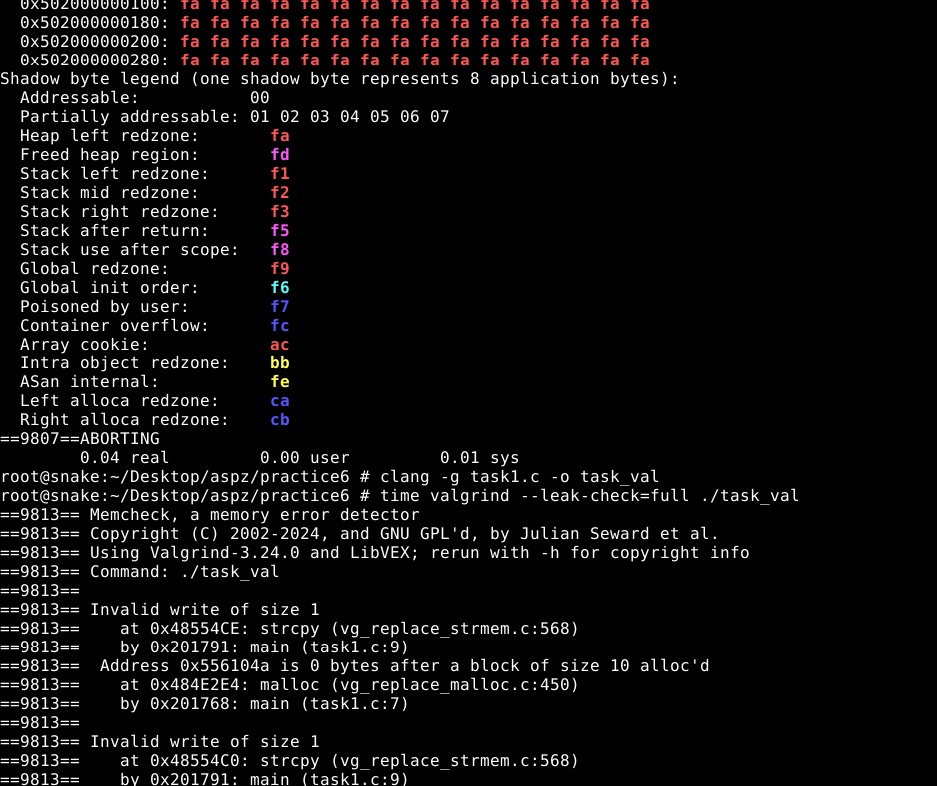 0x502000000100: fa fa fa fa fa fa fa fa fa fa fa fa fa fa fa fa
0x502000000180: fa fa fa fa fa fa fa fa fa fa fa fa fa fa fa fa
0x502000000200: fa fa fa fa fa fa fa fa fa fa fa fa fa fa fa fa
0x502000000280: fa fa fa fa fa fa fa fa fa fa fa fa fa fa fa fa
Shadow byte legend (one shadow byte represents 8 application bytes):
Addressable: 00
Partially addressable: 01 02 03 04 05 06 07
Heap left redzone: fa
Freed heap region: fd
Stack left redzone: f1
Stack mid redzone: f2
Stack right redzone: f3
Stack after return: f5
Stack use after scope: f8
Global redzone: f9
Global init order: f6
Poisoned by user: f7
Container overflow: fc
Array cookie: ac
Intra object redzone: bb
ASan internal: fe
Left alloca redzone: ca
Right alloca redzone: cb
==9807==ABORTING
0.04 real 0.00 user 0.01 sys
root@snake:~/Desktop/aspz/practice6 # clang -g task1.c -o task_val
root@snake:~/Desktop/aspz/practice6 # time valgrind --leak-check=full ./task_val
==9813== Memcheck, a memory error detector
==9813== Copyright (C) 2002-2024, and GNU GPL'd, by Julian Seward et al.
==9813== Using Valgrind-3.24.0 and LibVEX; rerun with -h for copyright info
==9813== Command: ./task_val
==9813==
==9813== Invalid write of size 1
==9813== at 0x48554CE: strcpy (vg_replace_strmem.c:568)
==9813== by 0x201791: main (task1.c:9)
==9813== Address 0x556104a is 0 bytes after a block of size 10 alloc'd
==9813== at 0x484E2E4: malloc (vg_replace_malloc.c:450)
==9813== by 0x201768: main (task1.c:7)
==9813==
==9813== Invalid write of size 1
==9813== at 0x48554C0: strcpy (vg_replace_strmem.c:568)
==9813== by 0x201791: main (task1.c:9)